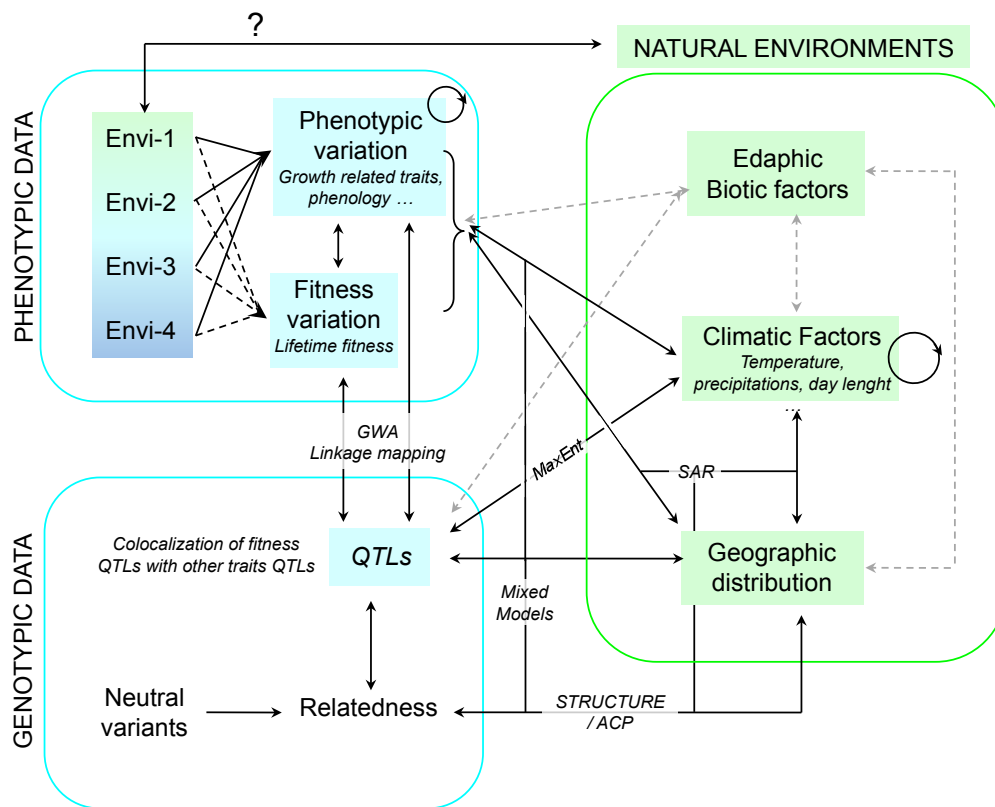 ?
NATURAL ENVIRONMENTS
PHENOTYPIC DATA
Envi-1
Envi-2
Envi-3
Envi-4
Phenotypic
variation
Growth related traits,
phenology ...
Fitness
variation
Lifetime fitness
Edaphic
Biotic factors
Climatic Factors
Temperature,
precipitations, day lenght
...
GWA
Linkage mapping
MaxEnt
SAR
GENOTYPIC DATA
Colocalization of fitness
QTLs with other traits QTLs
QTLs
Geographic
distribution
Mixed
Models
Neutral
variants
Relatedness
STRUCTURE
/ ACP